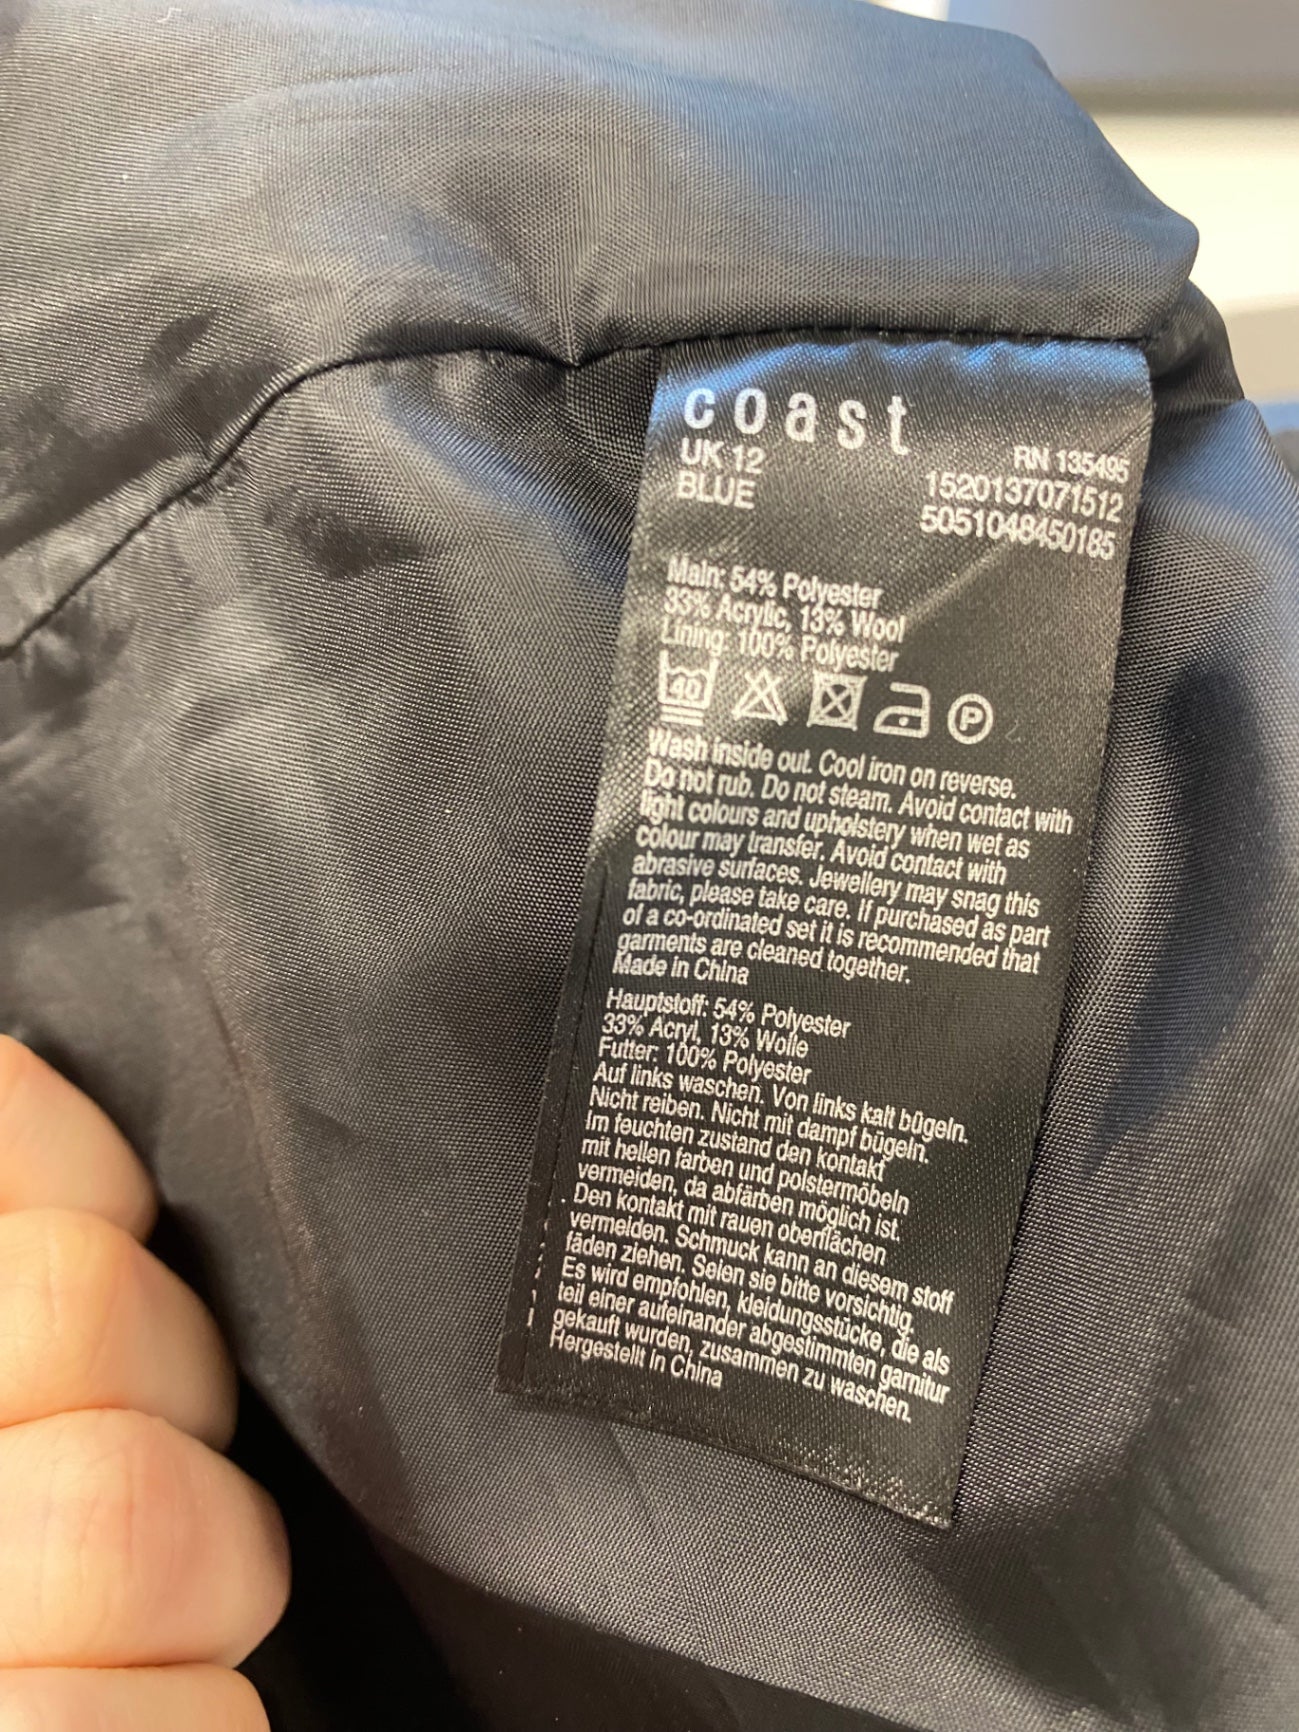 coast
UK 12
BLUE
RN 135495
1520137071512
5051048450185
Main: 54% Polyester
33% Acrylic, 13% Wool
Lining: 100% Polyester
40
P
Wash inside out. Cool iron on reverse.
Do not rub. Do not steam. Avoid contact with
light colours and upholstery when wet as
colour may transfer. Avoid contact with
abrasive surfaces. Jewellery may snag this
fabric, please take care. If purchased as part
of a co-ordinated set it is recommended that
garments are cleaned together.
Made in China
Hauptstoff: 54% Polyester
33% Acryl, 13% Wolle
Futter: 100% Polyester
Auf links waschen. Von links kalt bügeln.
Nicht reiben. Nicht mit dampf bügeln.
Im feuchten zustand den kontakt
mit hellen farben und polstermöbeln
vermeiden, da abfärben möglich ist.
Den kontakt mit rauen oberflächen
vermeiden. Schmuck kann an diesem stoff
fäden ziehen. Seien sie bitte vorsichtig.
Es wird empfohlen, kleidungsstücke, die als
teil einer aufeinander abgestimmten garnitur
gekauft wurden, zusammen zu waschen.
Hergestellt in China